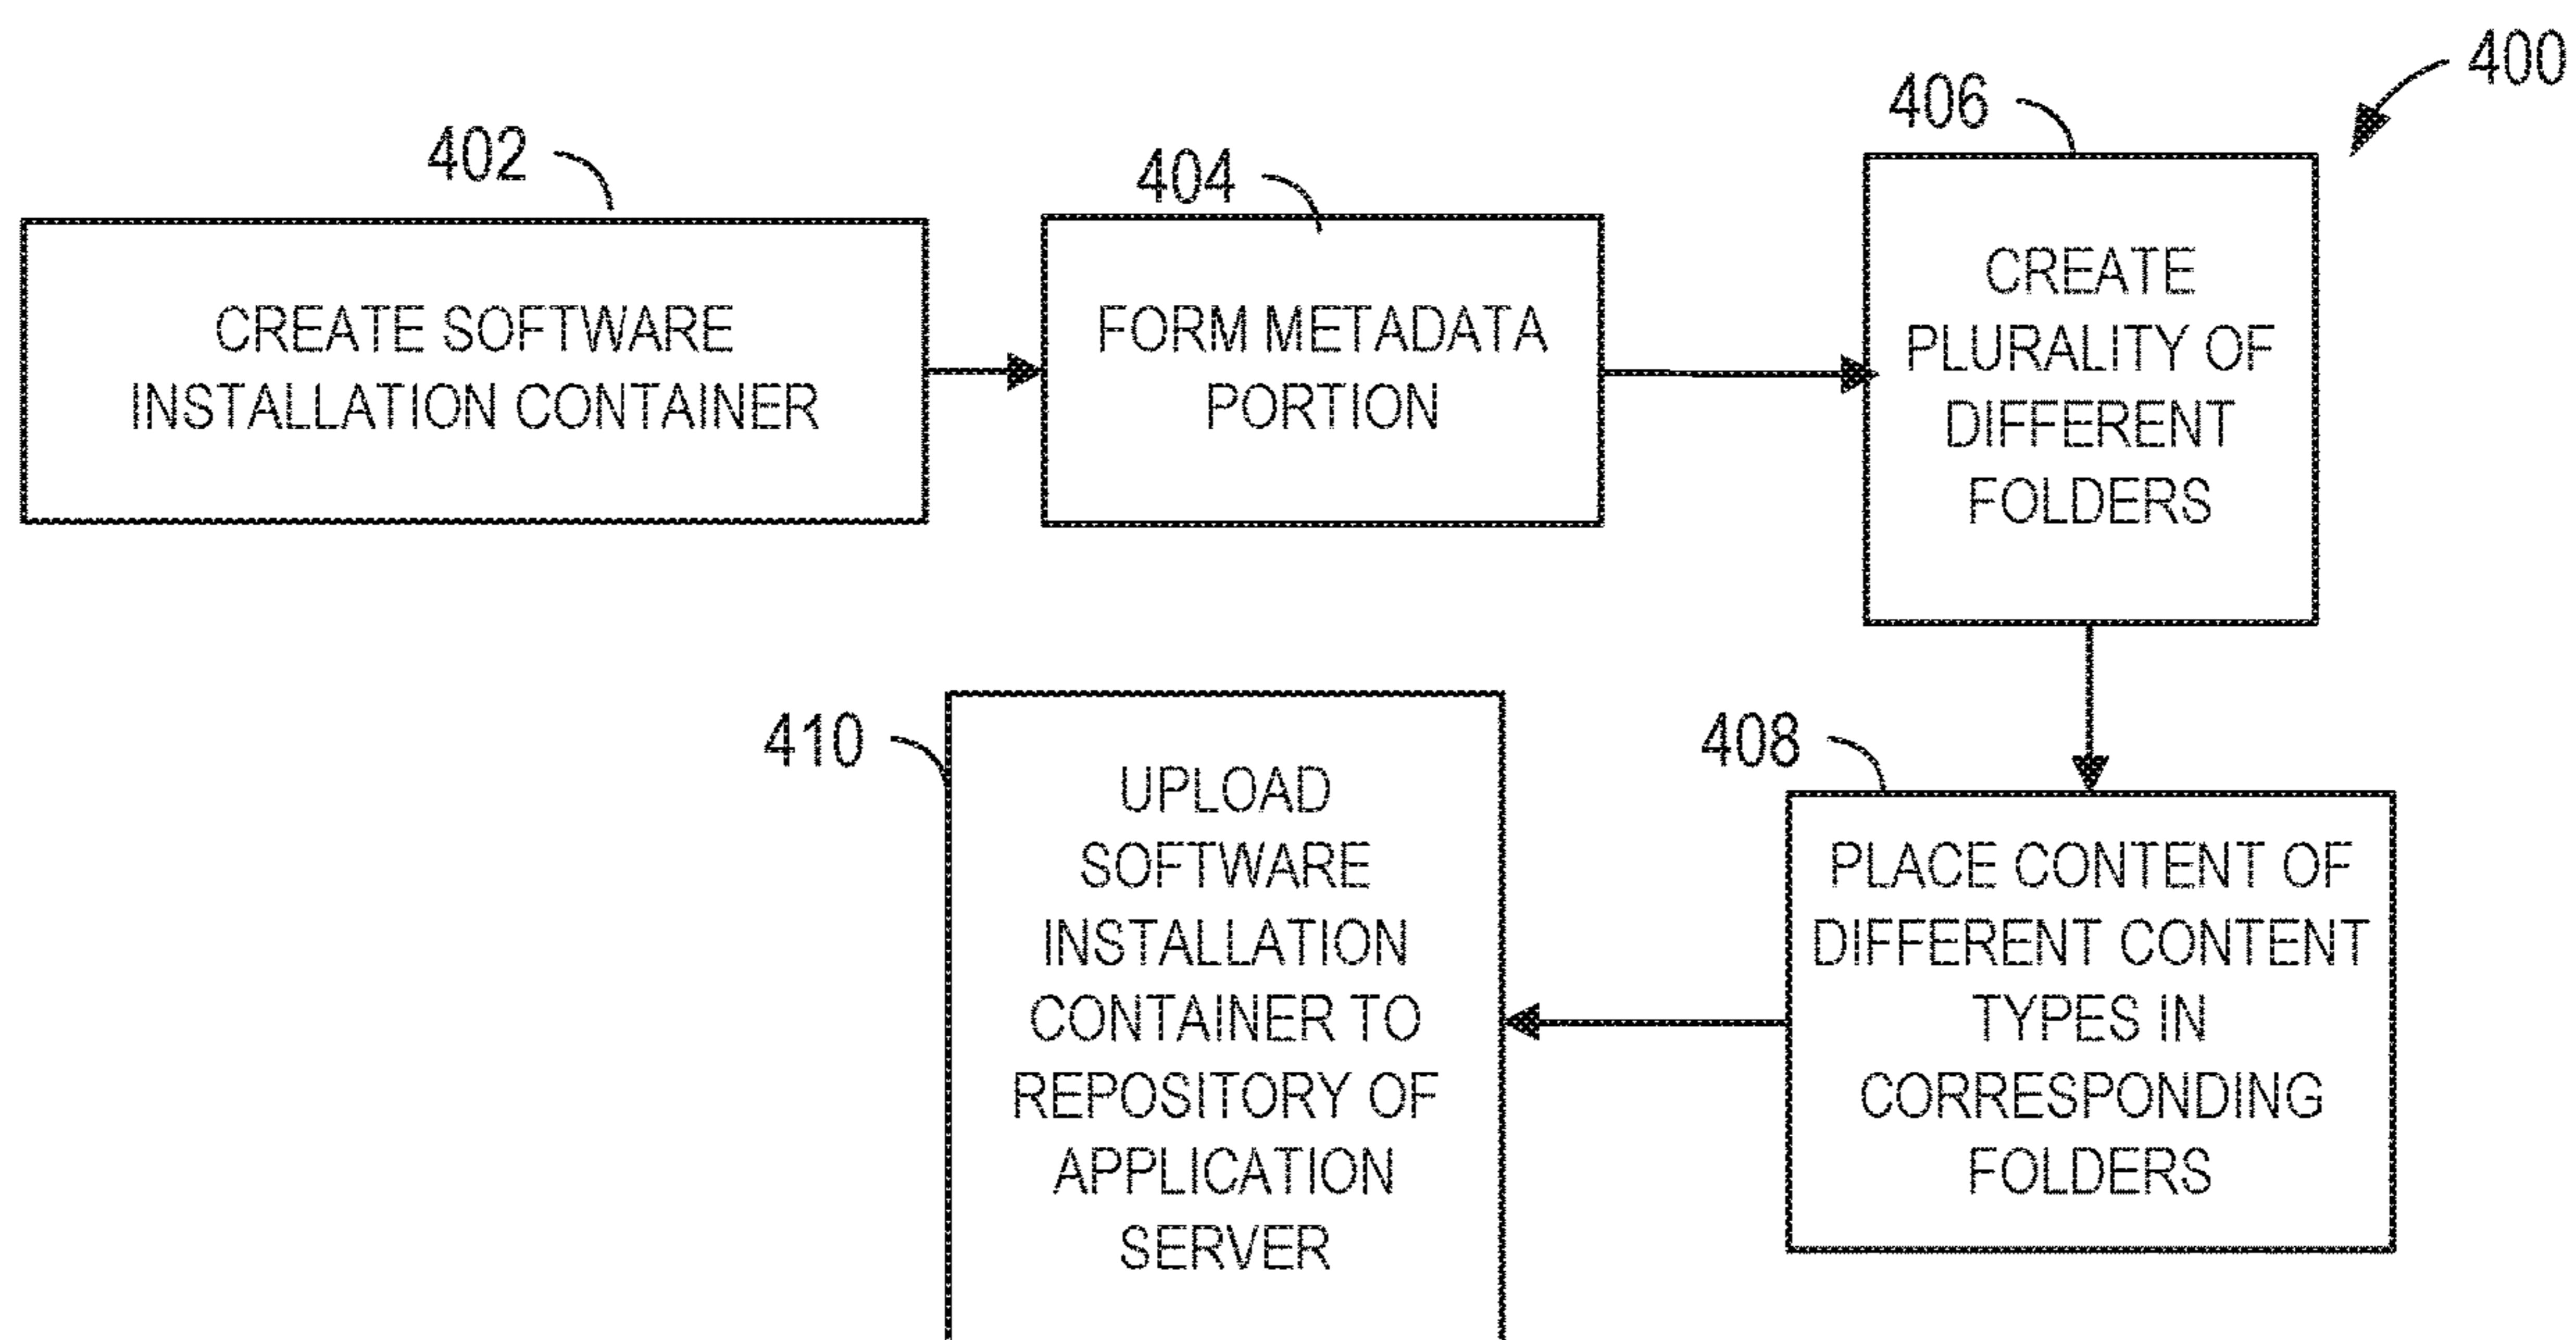 400
402
CREATE SOFTWARE
INSTALLATION CONTAINER
404
FORM METADATA
PORTION
406
CREATE
PLURALITY OF
DIFFERENT
FOLDERS
408
PLACE CONTENT OF
DIFFERENT CONTENT
TYPES IN
CORRESPONDING
FOLDERS
410
UPLOAD
SOFTWARE
INSTALLATION
CONTAINER TO
REPOSITORY OF
APPLICATION
SERVER